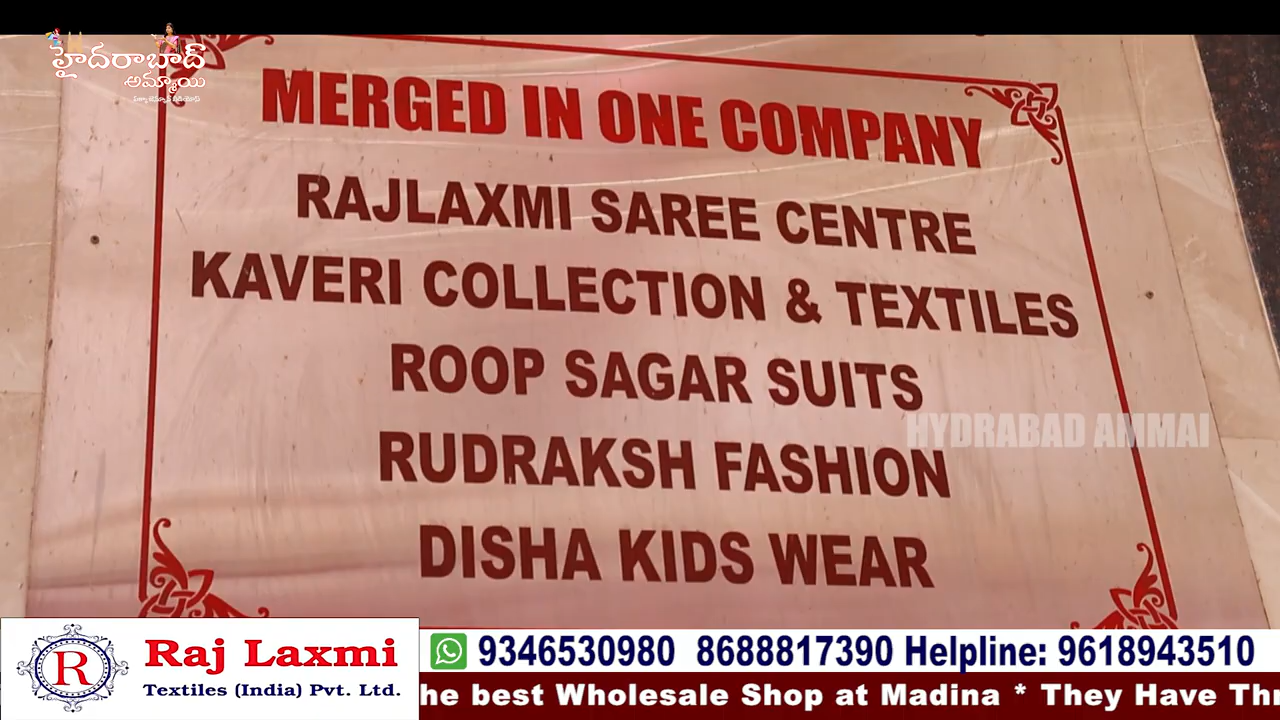 హైదరాబాద్
అమ్మాయి
MERGED IN ONE COMPANY
RAJLAXMI SAREE CENTRE
KAVERI COLLECTION & TEXTILES
ROOP SAGAR SUITS
HYDRABAD AMMAI
RUDRAKSH FASHION
DISHA KIDS WEAR
R
Raj Laxmi
Textiles (India) Pvt. Ltd.
9346530980 8688817390 Helpline: 9618943510
he best Wholesale Shop at Madina * They Have Thr